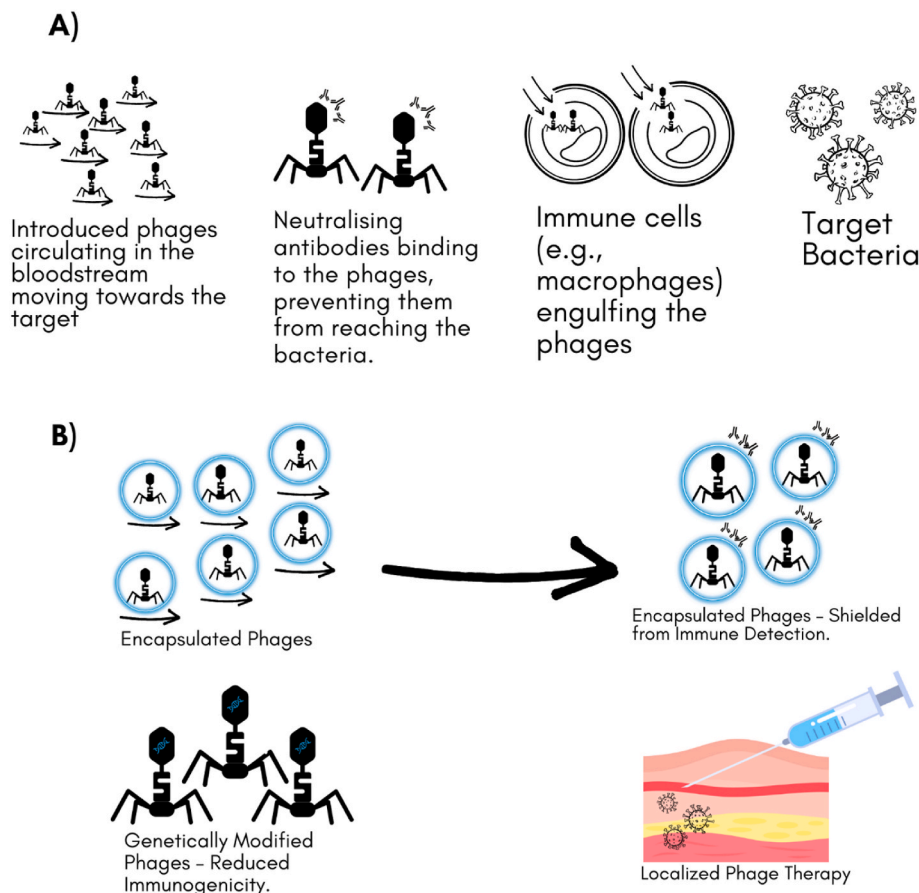 A)
Introduced phages
circulating in the
bloodstream
moving towards the
target
Neutralising
antibodies binding
to the phages,
preventing them
from reaching the
bacteria.
Immune cells
(e.g.,
macrophages)
engulfing the
phages
Target
Bacteria
B)
Encapsulated Phages
Encapsulated Phages - Shielded
from Immune Detection.
Genetically Modified
Phages - Reduced
Immunogenicity.
Localized Phage Therapy